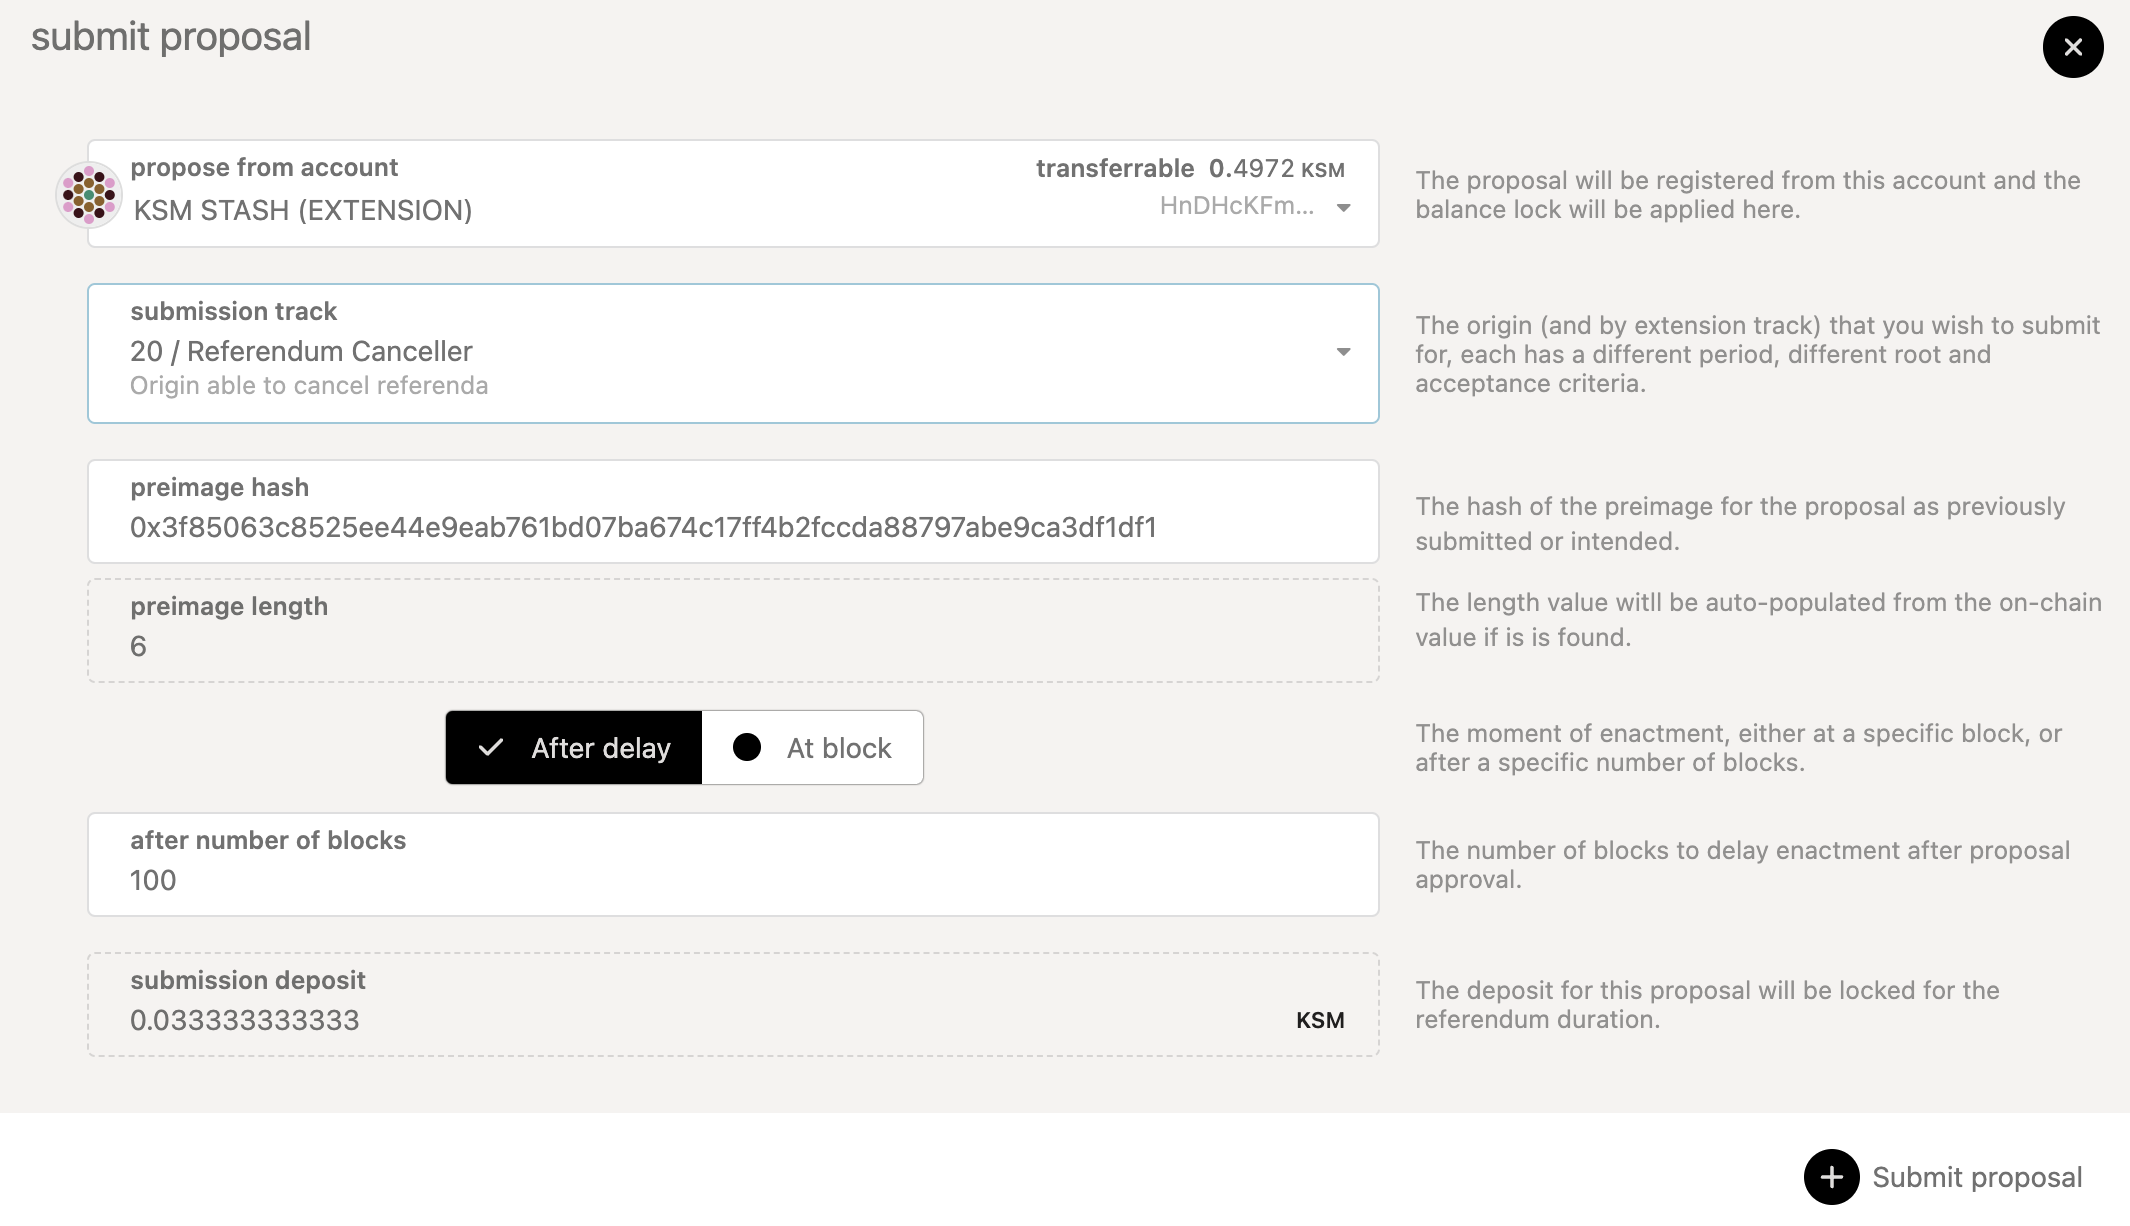 submit proposal
propose from account
transferrable 0.4972 KSM
KSM STASH (EXTENSION)
HnDHcKFm...
The proposal will be registered from this account and the
balance lock will be applied here.
submission track
20 / Referendum Canceller
Origin able to cancel referenda
The origin (and by extension track) that you wish to submit
for, each has a different period, different root and
acceptance criteria.
preimage hash
0x3f85063c8525ee44e9eab761bd07ba674c17ff4b2fccda88797abe9ca3df1df1
The hash of the preimage for the proposal as previously
submitted or intended.
preimage length
6
The length value witll be auto-populated from the on-chain
value if is is found.
After delay
At block
The moment of enactment, either at a specific block, or
after a specific number of blocks.
after number of blocks
100
The number of blocks to delay enactment after proposal
approval.
submission deposit
0.033333333333
KSM
The deposit for this proposal will be locked for the
referendum duration.
Submit proposal